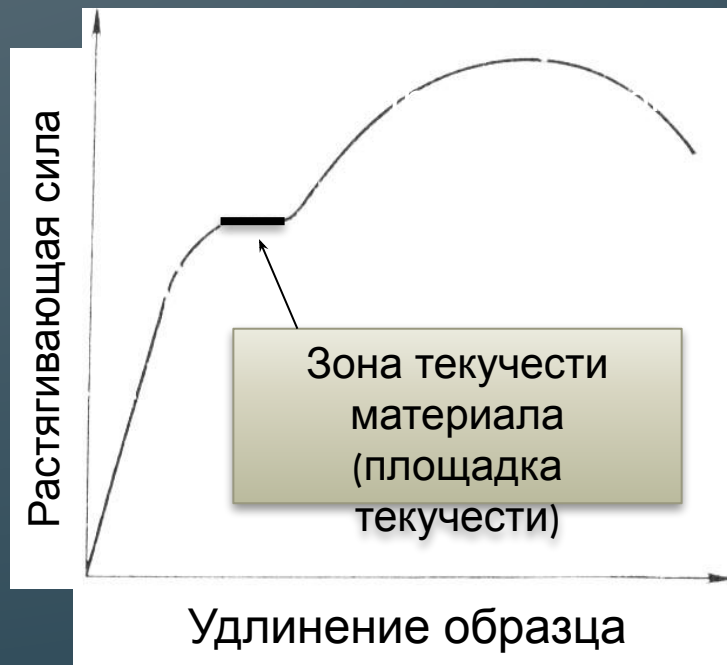 Растягивающая сила
Зона текучести
материала
(площадка
текучести)
Удлинение образца